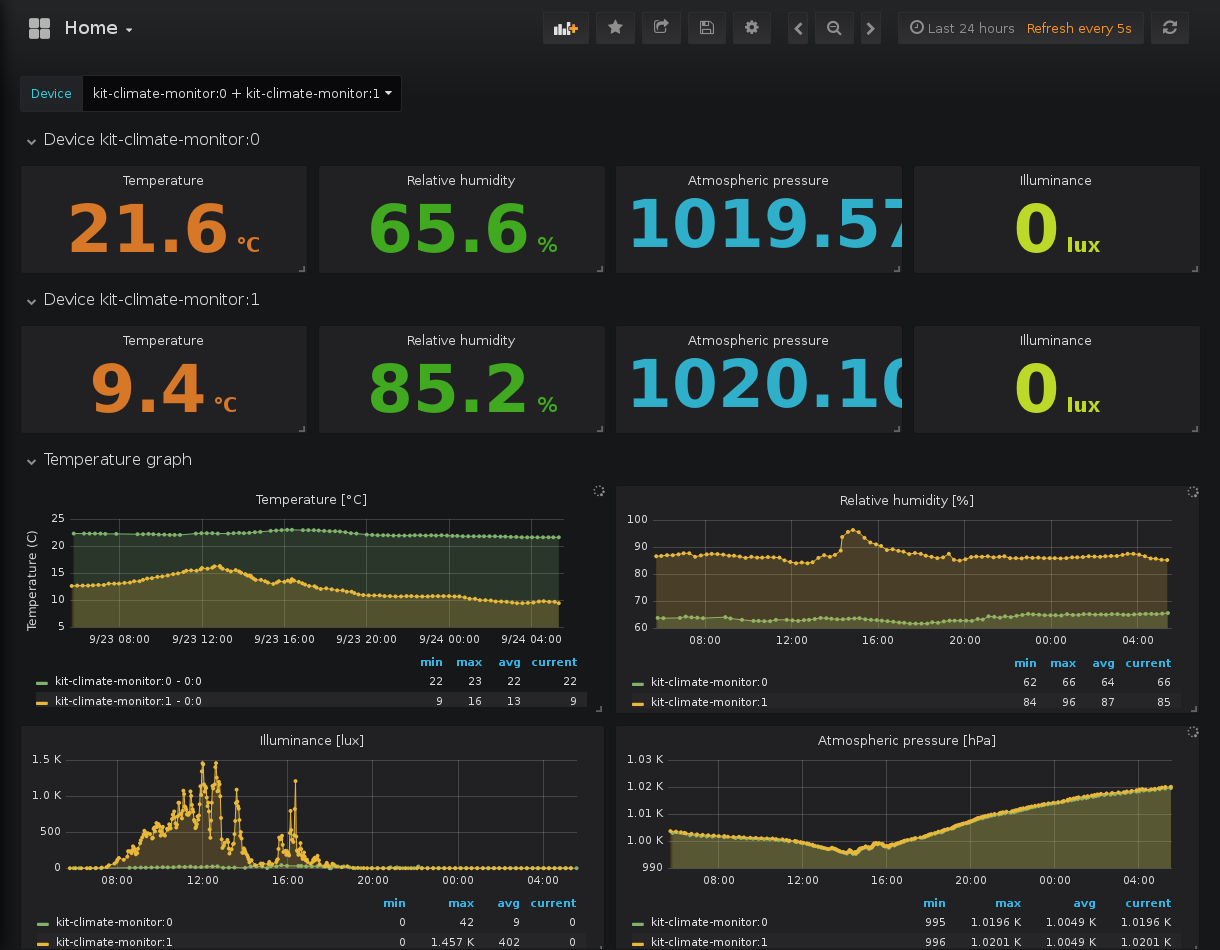 Home
Last 24 hours Refresh every 5s
Device kit-climate-monitor:0 + kit-climate-monitor:1
Device kit-climate-monitor:0
Temperature Relative humidity Atmospheric pressure Illuminance
21.6 °C 65.6 % 1019.57 0 lux
Device kit-climate-monitor:1
Temperature Relative humidity Atmospheric pressure Illuminance
9.4 °C 85.2 % 1020.10 0 lux
Temperature graph
Temperature [°C]
Temperature (C)
25
20
15
10
5
9/23 08:00 9/23 12:00 9/23 16:00 9/23 20:00 9/24 00:00 9/24 04:00
min max avg current
kit-climate-monitor:0 - 0:0 22 23 22 22
kit-climate-monitor:1 - 0:0 9 16 13 9
Relative humidity [%]
100
90
80
70
60
08:00 12:00 16:00 20:00 00:00 04:00
min max avg current
kit-climate-monitor:0 62 66 64 66
kit-climate-monitor:1 84 96 87 85
Illuminance [lux]
1.5 K
1.0 K
500
0
08:00 12:00 16:00 20:00 00:00 04:00
min max avg current
kit-climate-monitor:0 0 42 9 0
kit-climate-monitor:1 0 1.457 K 402 0
Atmospheric pressure [hPa]
1.03 K
1.02 K
1.01 K
1.00 K
990
08:00 12:00 16:00 20:00 00:00 04:00
min max avg current
kit-climate-monitor:0 995 1.0196 K 1.0049 K 1.0196 K
kit-climate-monitor:1 996 1.0201 K 1.0049 K 1.0201 K